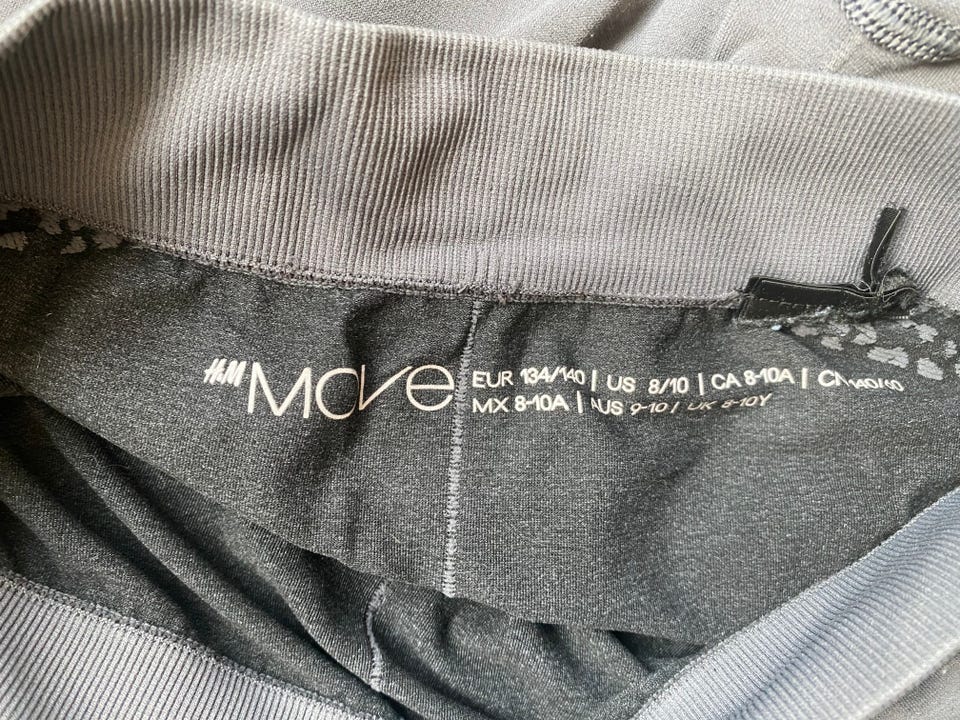 H&M Move
EUR 134/140 | US 8/10 | CA 8-10A | CN 140/60
MX 8-10A | AUS 9-10 | UK 8-10Y